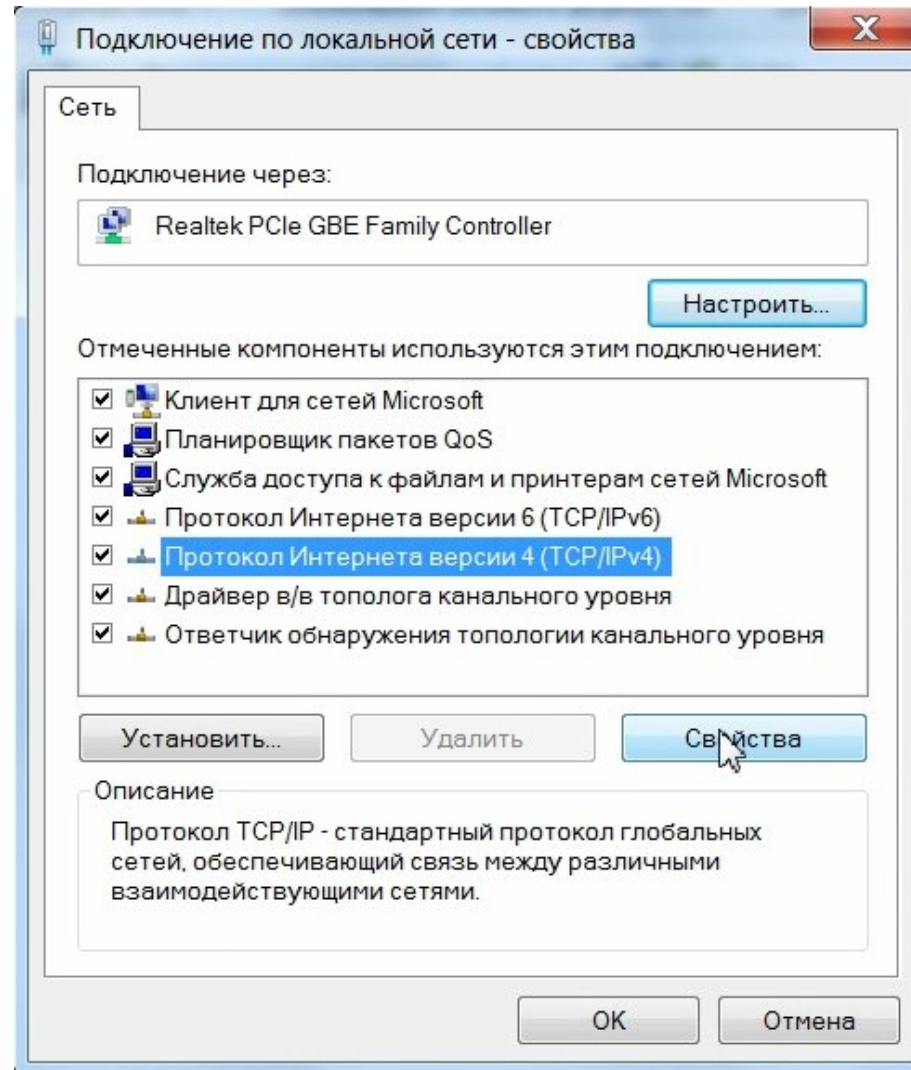 Подключение по локальной сети - свойства
Сеть
Подключение через:
Realtek PCIe GBE Family Controller
Настроить...
Отмеченные компоненты используются этим подключением:
Клиент для сетей Microsoft
Планировщик пакетов QoS
Служба доступа к файлам и принтерам сетей Microsoft
Протокол Интернета версии 6 (TCP/IPv6)
Протокол Интернета версии 4 (TCP/IPv4)
Драйвер в/в тополога канального уровня
Ответчик обнаружения топологии канального уровня
Установить...
Удалить
Свойства
Описание
Протокол TCP/IP - стандартный протокол глобальных
сетей, обеспечивающий связь между различными
взаимодействующими сетями.
ОК
Отмена